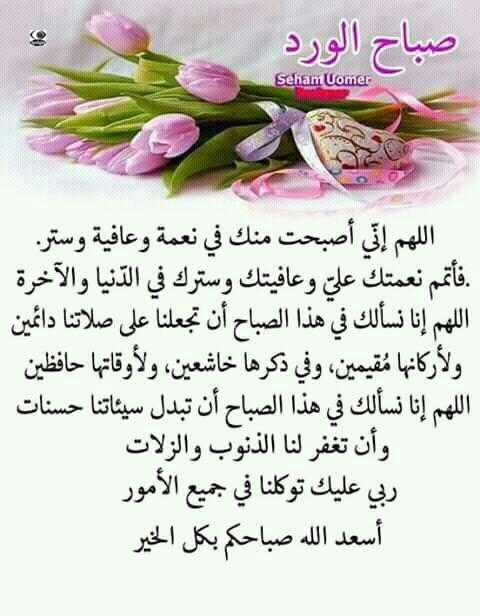 صباح الورد
Seham Uomer
اللهم إنّي أصبحت منك في نعمة وعافية وستر.
.فأتمم نعمتك عليّ وعافيتك وسترك في الدّنيا والآخرة
اللهم إنا نسألك في هذا الصباح أن تجعلنا على صلاتنا دائمين
ولأركانها مُقيمين، وفي ذكرها خاشعين، ولأوقاتها حافظين
اللهم إنا نسألك في هذا الصباح أن تبدل سيئاتنا حسنات
وأن تغفر لنا الذنوب والزلات
ربي عليك توكلنا في جميع الأمور
أسعد الله صباحكم بكل الخير